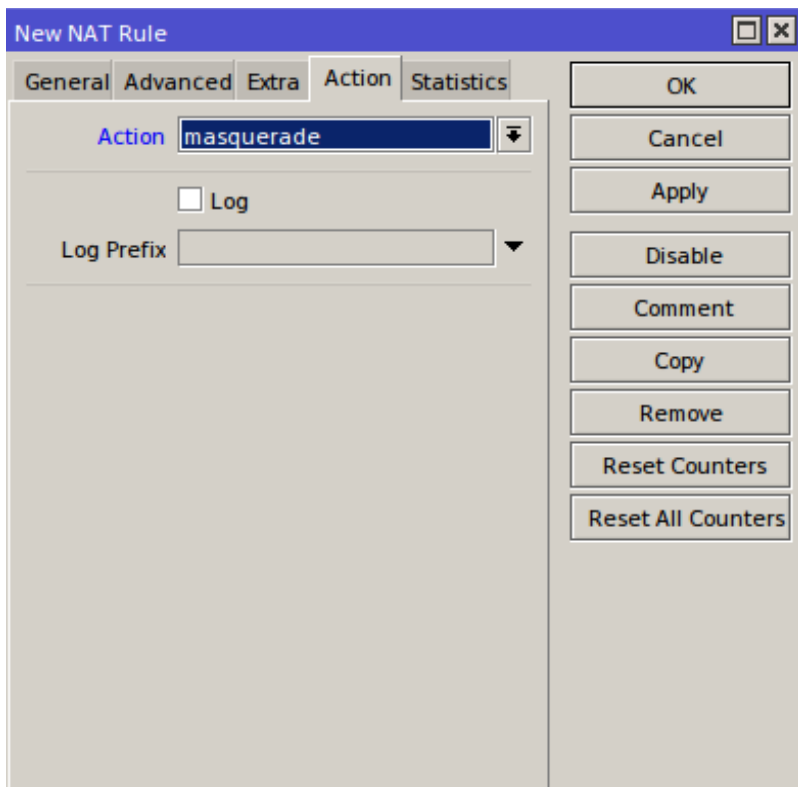 New NAT Rule
General Advanced Extra Action Statistics
Action masquerade
Log
Log Prefix
OK
Cancel
Apply
Disable
Comment
Copy
Remove
Reset Counters
Reset All Counters